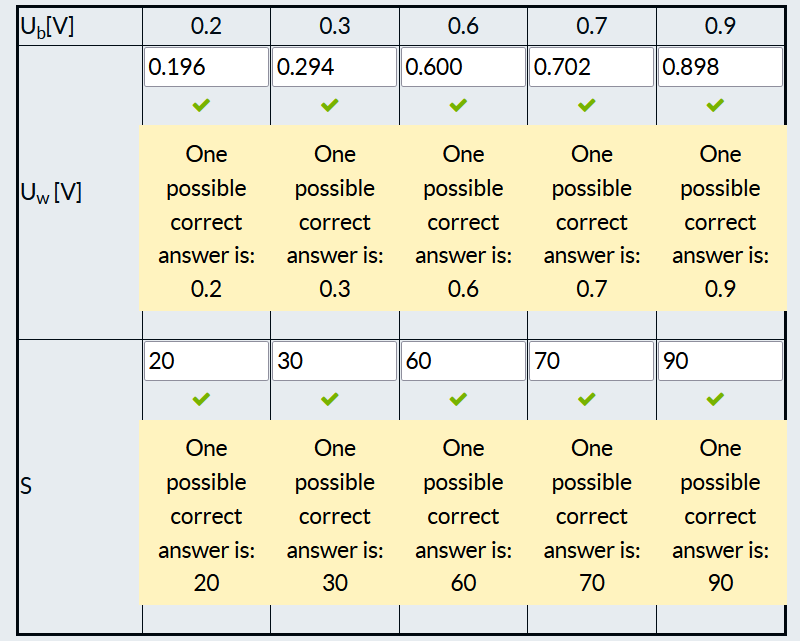 U_b[V] 0.2 0.3 0.6 0.7 0.9
U_w [V] 0.196 0.294 0.600 0.702 0.898
One possible correct answer is: 0.2
One possible correct answer is: 0.3
One possible correct answer is: 0.6
One possible correct answer is: 0.7
One possible correct answer is: 0.9
S 20 30 60 70 90
One possible correct answer is: 20
One possible correct answer is: 30
One possible correct answer is: 60
One possible correct answer is: 70
One possible correct answer is: 90